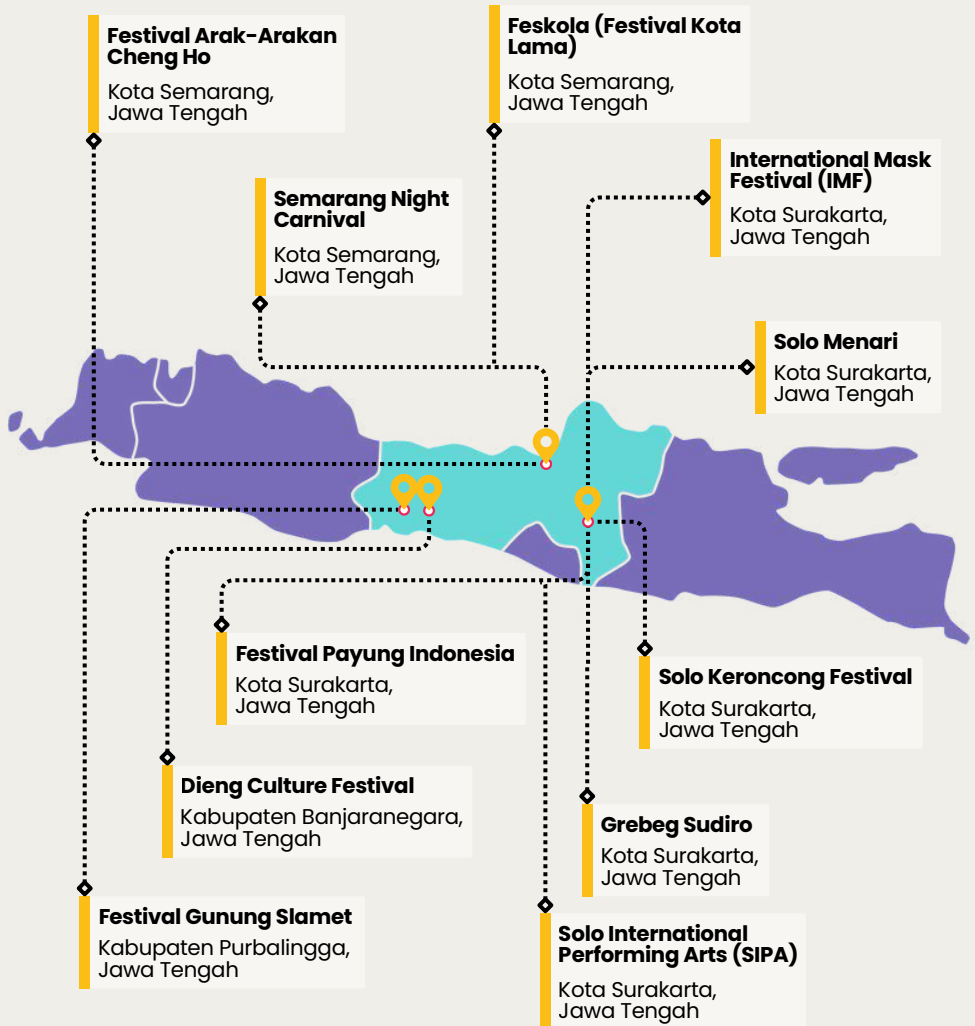 Festival Arak-Arakan
Cheng Ho
Kota Semarang,
Jawa Tengah
Feskola (Festival Kota
Lama)
Kota Semarang,
Jawa Tengah
International Mask
Festival (IMF)
Kota Surakarta,
Jawa Tengah
Semarang Night
Carnival
Kota Semarang,
Jawa Tengah
Solo Menari
Kota Surakarta,
Jawa Tengah
Festival Payung Indonesia
Kota Surakarta,
Jawa Tengah
Solo Keroncong Festival
Kota Surakarta,
Jawa Tengah
Dieng Culture Festival
Kabupaten Banjaranegara,
Jawa Tengah
Grebeg Sudiro
Kota Surakarta,
Jawa Tengah
Festival Gunung Slamet
Kabupaten Purbalingga,
Jawa Tengah
Solo International
Performing Arts (SIPA)
Kota Surakarta,
Jawa Tengah